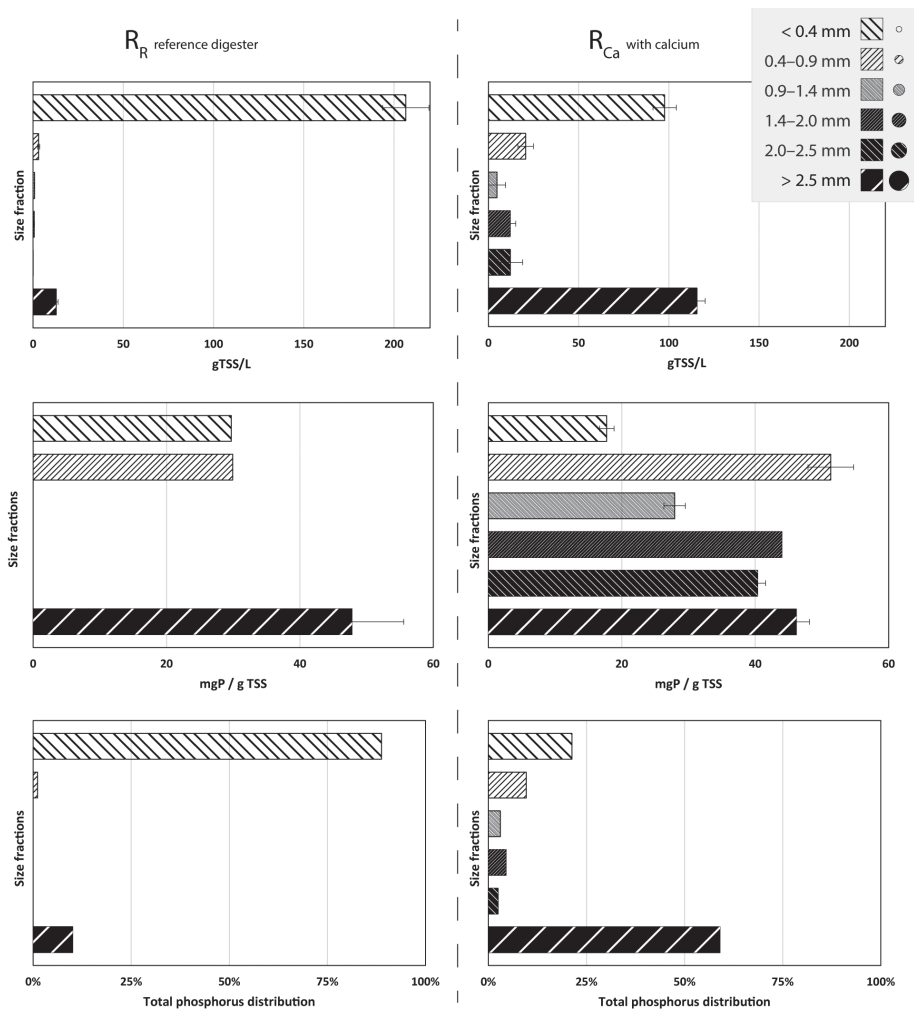 R_R reference digester
R_Ca with calcium
< 0.4 mm
0.4–0.9 mm
0.9–1.4 mm
1.4–2.0 mm
2.0–2.5 mm
> 2.5 mm
Size fraction
0 50 100 150 200
gTSS/L
Size fraction
0 50 100 150 200
gTSS/L
Size fractions
0 20 40 60
mgP / g TSS
Size fractions
0 20 40 60
mgP / g TSS
Size fractions
0% 25% 50% 75% 100%
Total phosphorus distribution
Size fractions
0% 25% 50% 75% 100%
Total phosphorus distribution